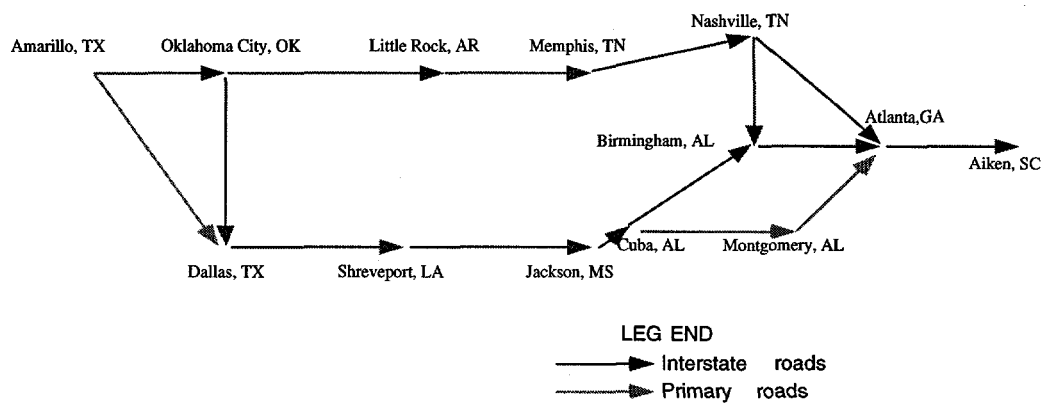 Nashville, TN
Amarillo, TX
Oklahoma City, OK
Little Rock, AR
Memphis, TN
Atlanta,GA
Birmingham, AL
Aiken, SC
Cuba, AL
Montgomery, AL
Dallas, TX
Shreveport, LA
Jackson, MS
LEG END
Interstate roads
Primary roads